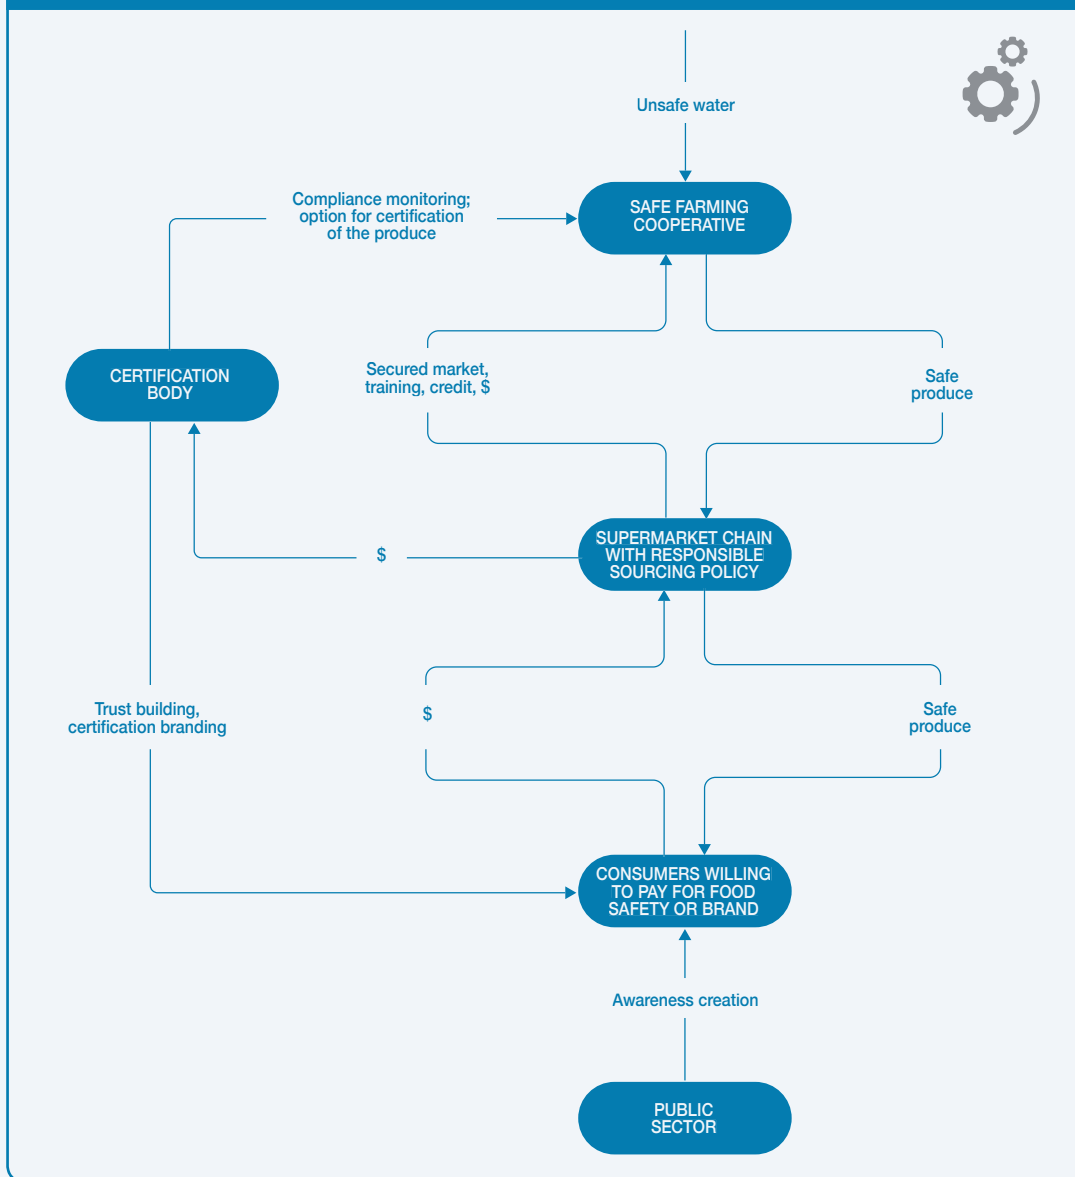 Unsafe water
Compliance monitoring;
option for certification
of the produce
SAFE FARMING
COOPERATIVE
CERTIFICATION
BODY
Secured market,
training, credit, $
Safe
produce
SUPERMARKET CHAIN
WITH RESPONSIBLE
SOURCING POLICY
$
Trust building,
certification branding
$
Safe
produce
CONSUMERS WILLING
TO PAY FOR FOOD
SAFETY OR BRAND
Awareness creation
PUBLIC
SECTOR